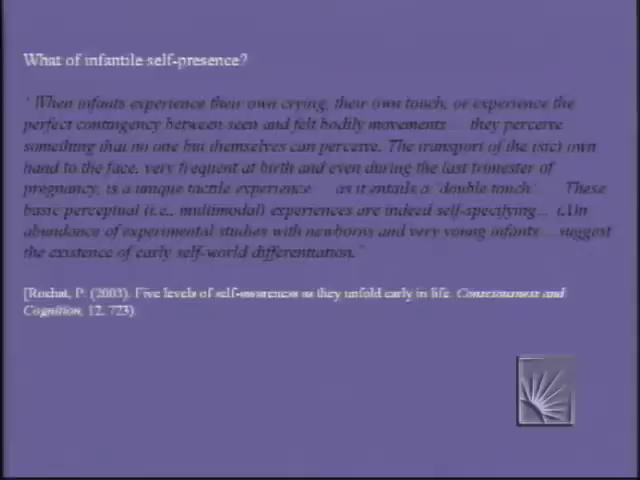 What of infantile self-presence?
" When infants experience their own crying, their own touch, or experience the
perfect contingency between seen and felt bodily movements ... they perceive
something that no one but themselves can perceive. The transport of the (sic) own
hand to the face, very frequent at birth and even during the last trimester of
pregnancy, is a unique tactile experience ... as it entails a 'double touch' ... These
basic perceptual (i.e., multimodal) experiences are indeed self-specifying... (A)n
abundance of experimental studies with newborns and very young infants ... suggest
the existence of early self-world differentiation."
[Rochat, P. (2003). Five levels of self-awareness as they unfold early in life. Consciousness and
Cognition, 12, 723).